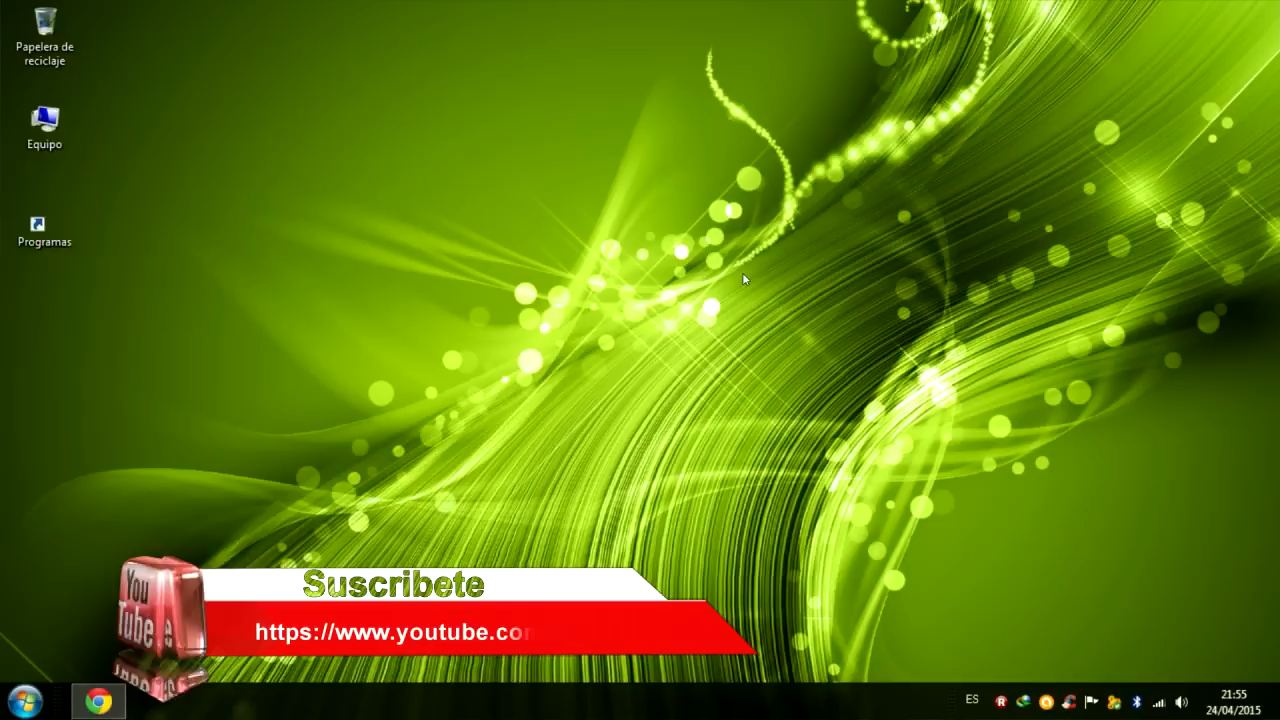 Papelera de
reciclaje
Equipo
Programas
You
Tube
Suscribete
https://www.youtube.co
ES
21:55
24/04/2015